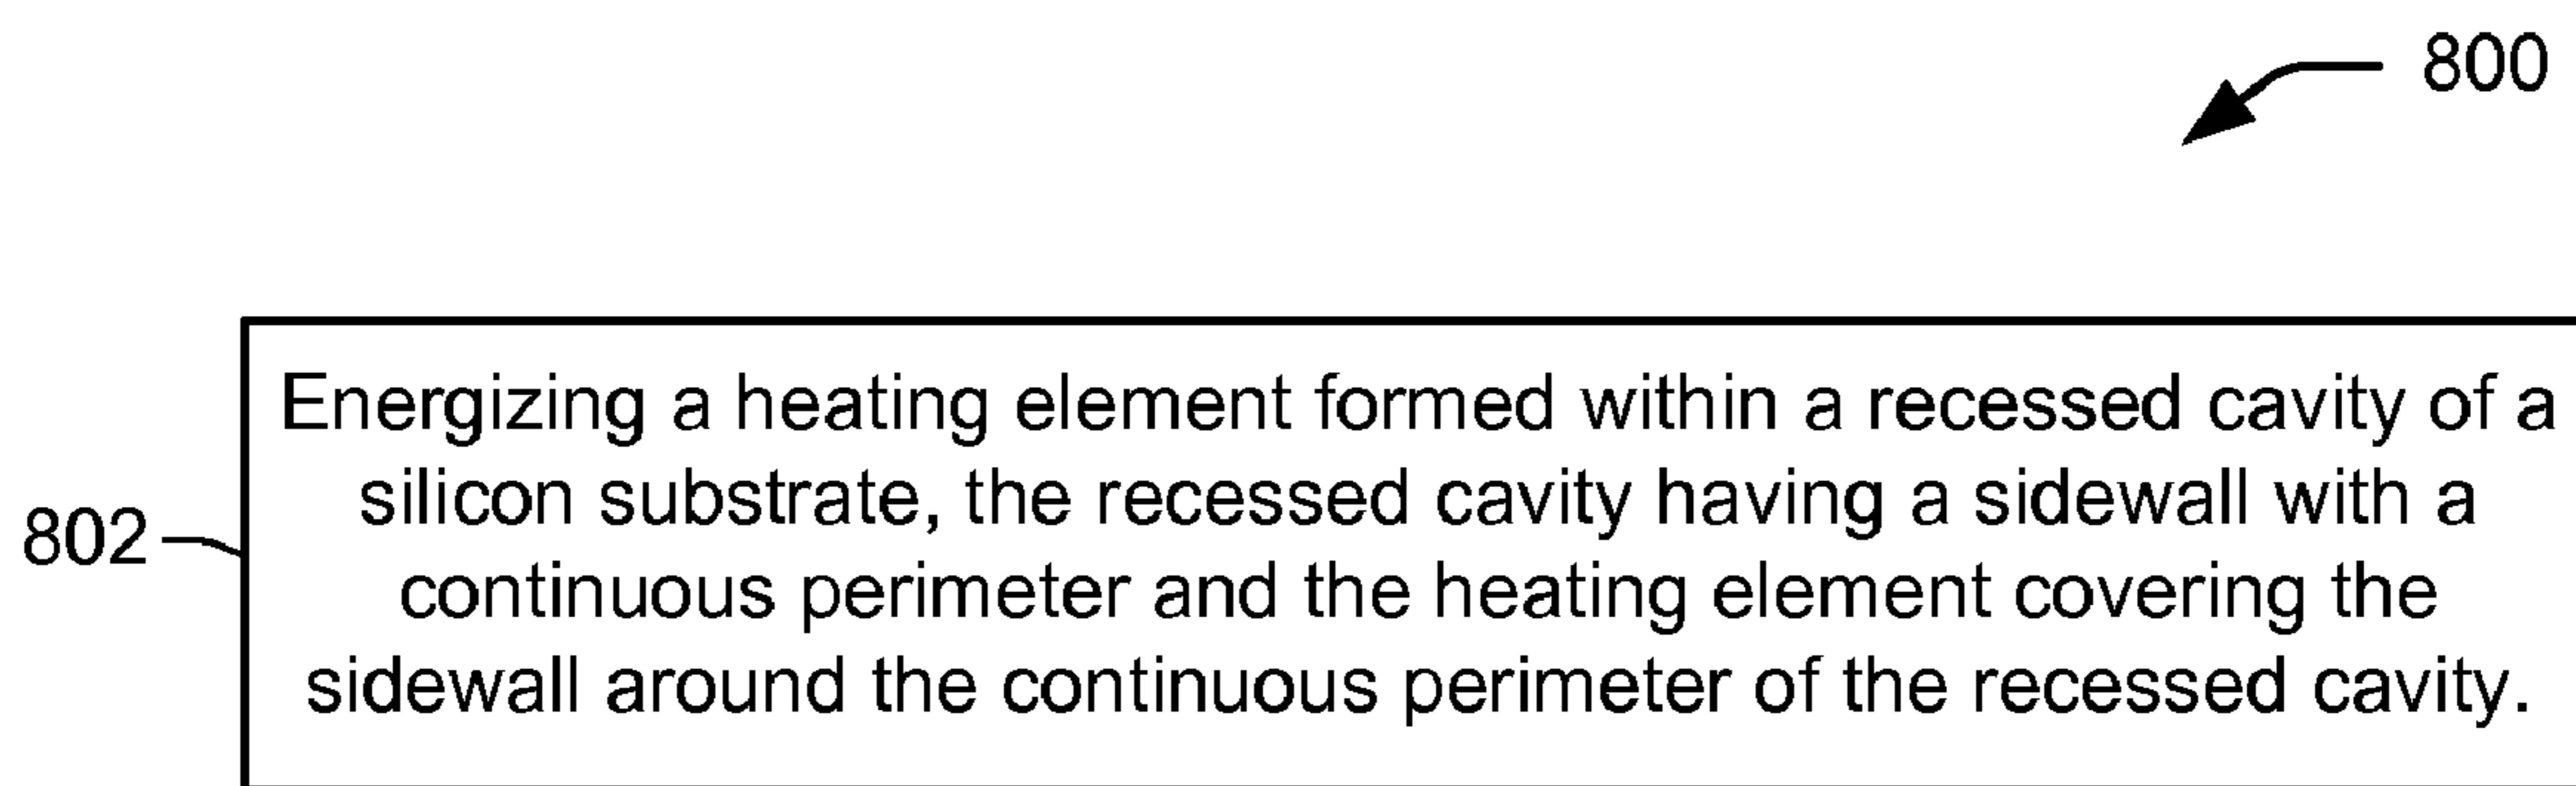 800
Energizing a heating element formed within a recessed cavity of a
silicon substrate, the recessed cavity having a sidewall with a
802
continuous perimeter and the heating element covering the
sidewall around the continuous perimeter of the recessed cavity.